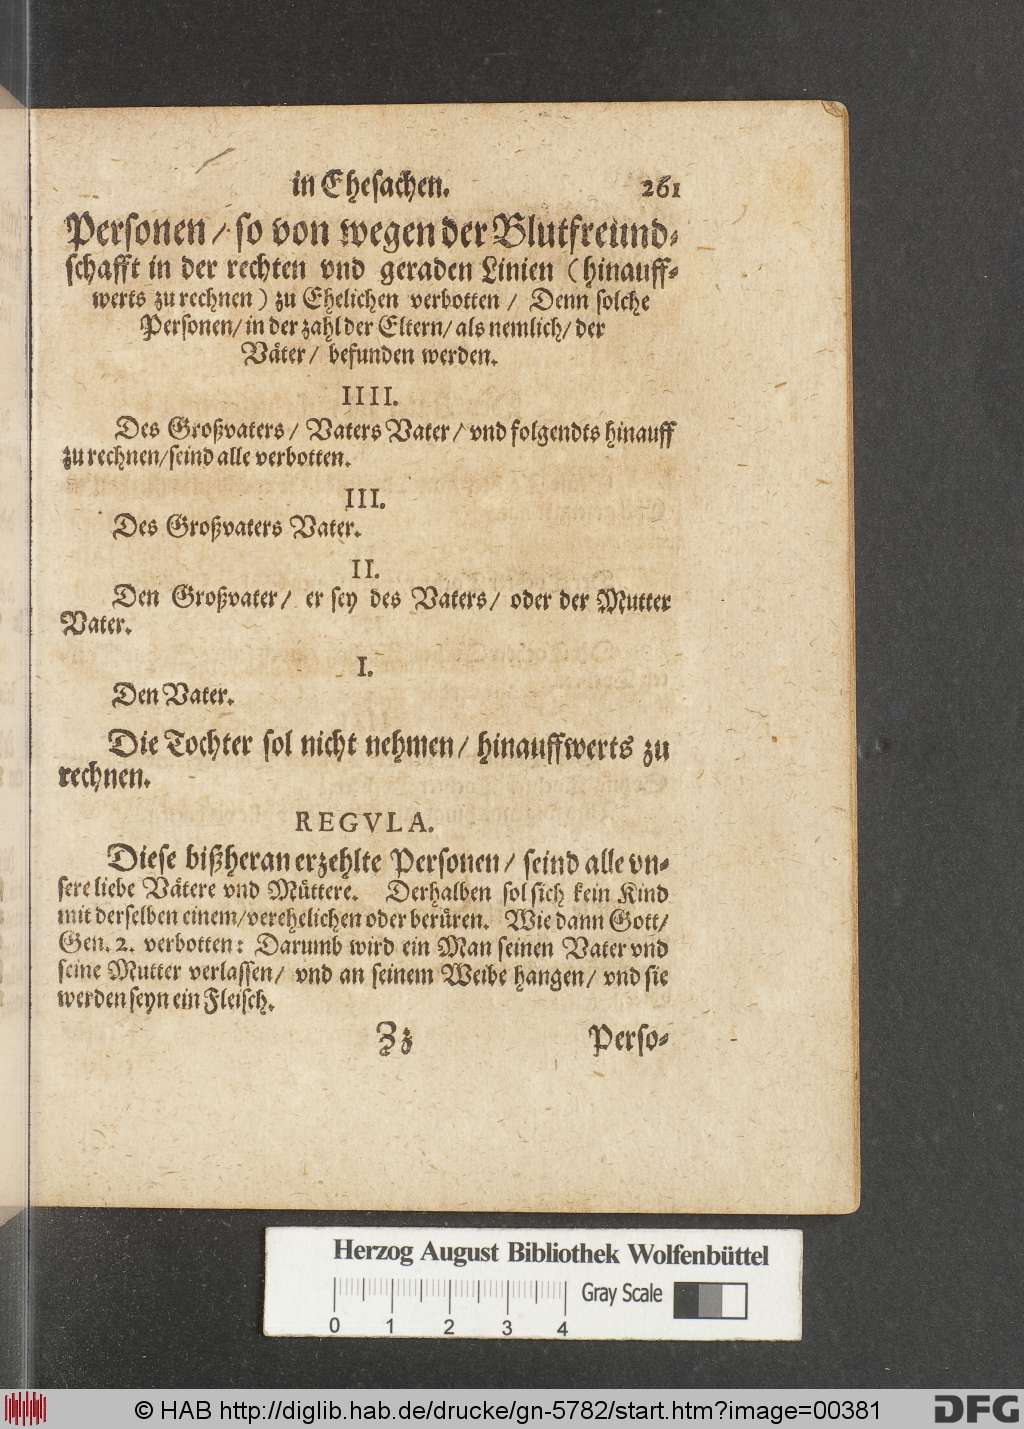 in Ehesachen. 261
Personen / so von wegen der Blutfreund-
schafft in der rechten vnd geraden Linien (hinauff-
werts zu rechnen) zu Ehelichen verbotten / Denn solche
Personen/ in der zahl der Eltern/ als nemlich/ der
Väter/ befunden werden.
IIII.
Des Großvaters/ Vaters Vater/ vnd folgendts hinauff
zu rechnen/seind alle verbotten.
III.
Des Großvaters Vater.
II.
Den Großvater/ er sey des Vaters/ oder der Mutter
Vater.
I.
Den Vater.
Die Tochter sol nicht nehmen/ hinauffwerts zu
rechnen.
REGVLA.
Diese bißheran erzehlte Personen/ seind alle vn-
sere liebe Vätere vnd Müttere. Derhalben sol sich kein Kind
mit derselben einem/verehelichen oder berüren. Wie dann Gott/
Gen. 2. verbotten: Darumb wird ein Man seinen Vater vnd
seine Mutter verlassen/ vnd an seinem Weibe hangen/ vnd sie
werden seyn ein Fleisch.
Zz Perso-
Herzog August Bibliothek Wolfenbüttel
Gray Scale
0 1 2 3 4
© HAB http://diglib.hab.de/drucke/gn-5782/start.htm?image=00381
DFG